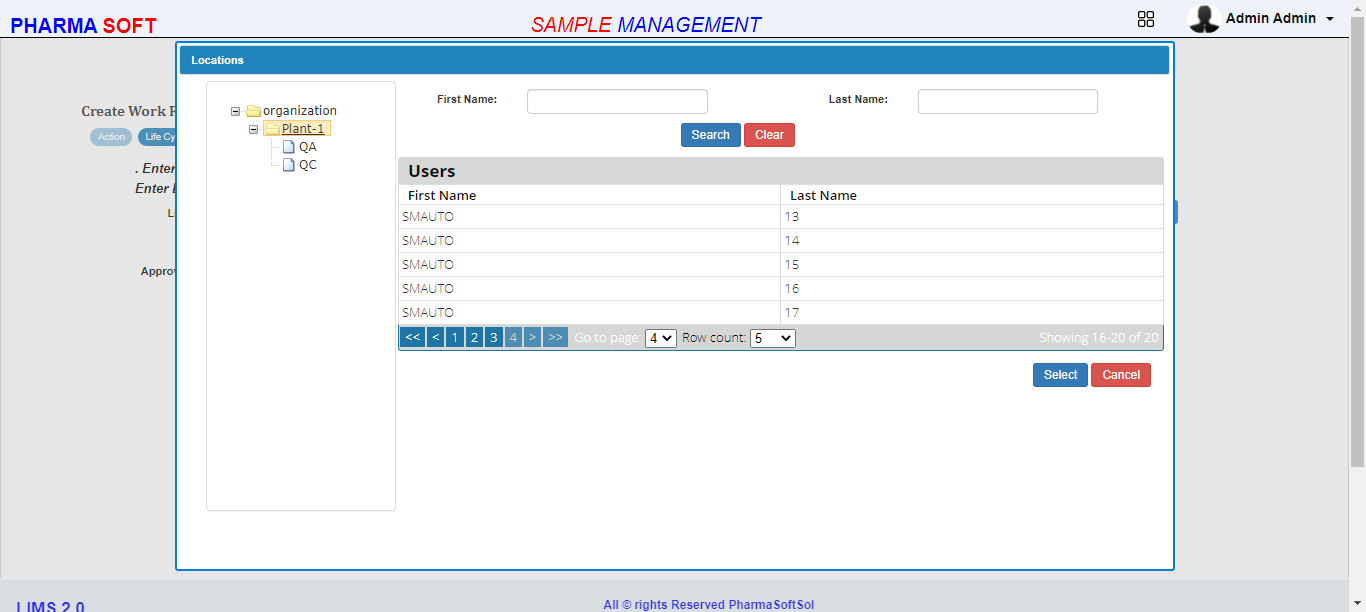 PHARMA SOFT
SAMPLE MANAGEMENT
Admin Admin
Locations
organization
Plant-1
QA
QC
First Name:
Last Name:
Search Clear
Users
First Name Last Name
SMAUTO 13
SMAUTO 14
SMAUTO 15
SMAUTO 16
SMAUTO 17
<< < 1 2 3 4 > >> Go to page: 4 Row count: 5 Showing 16-20 of 20
Select Cancel
Create Work
Action Life Cy
. Enter
Enter
Approv
LIMS 2.0
All © rights Reserved PharmaSoftSol